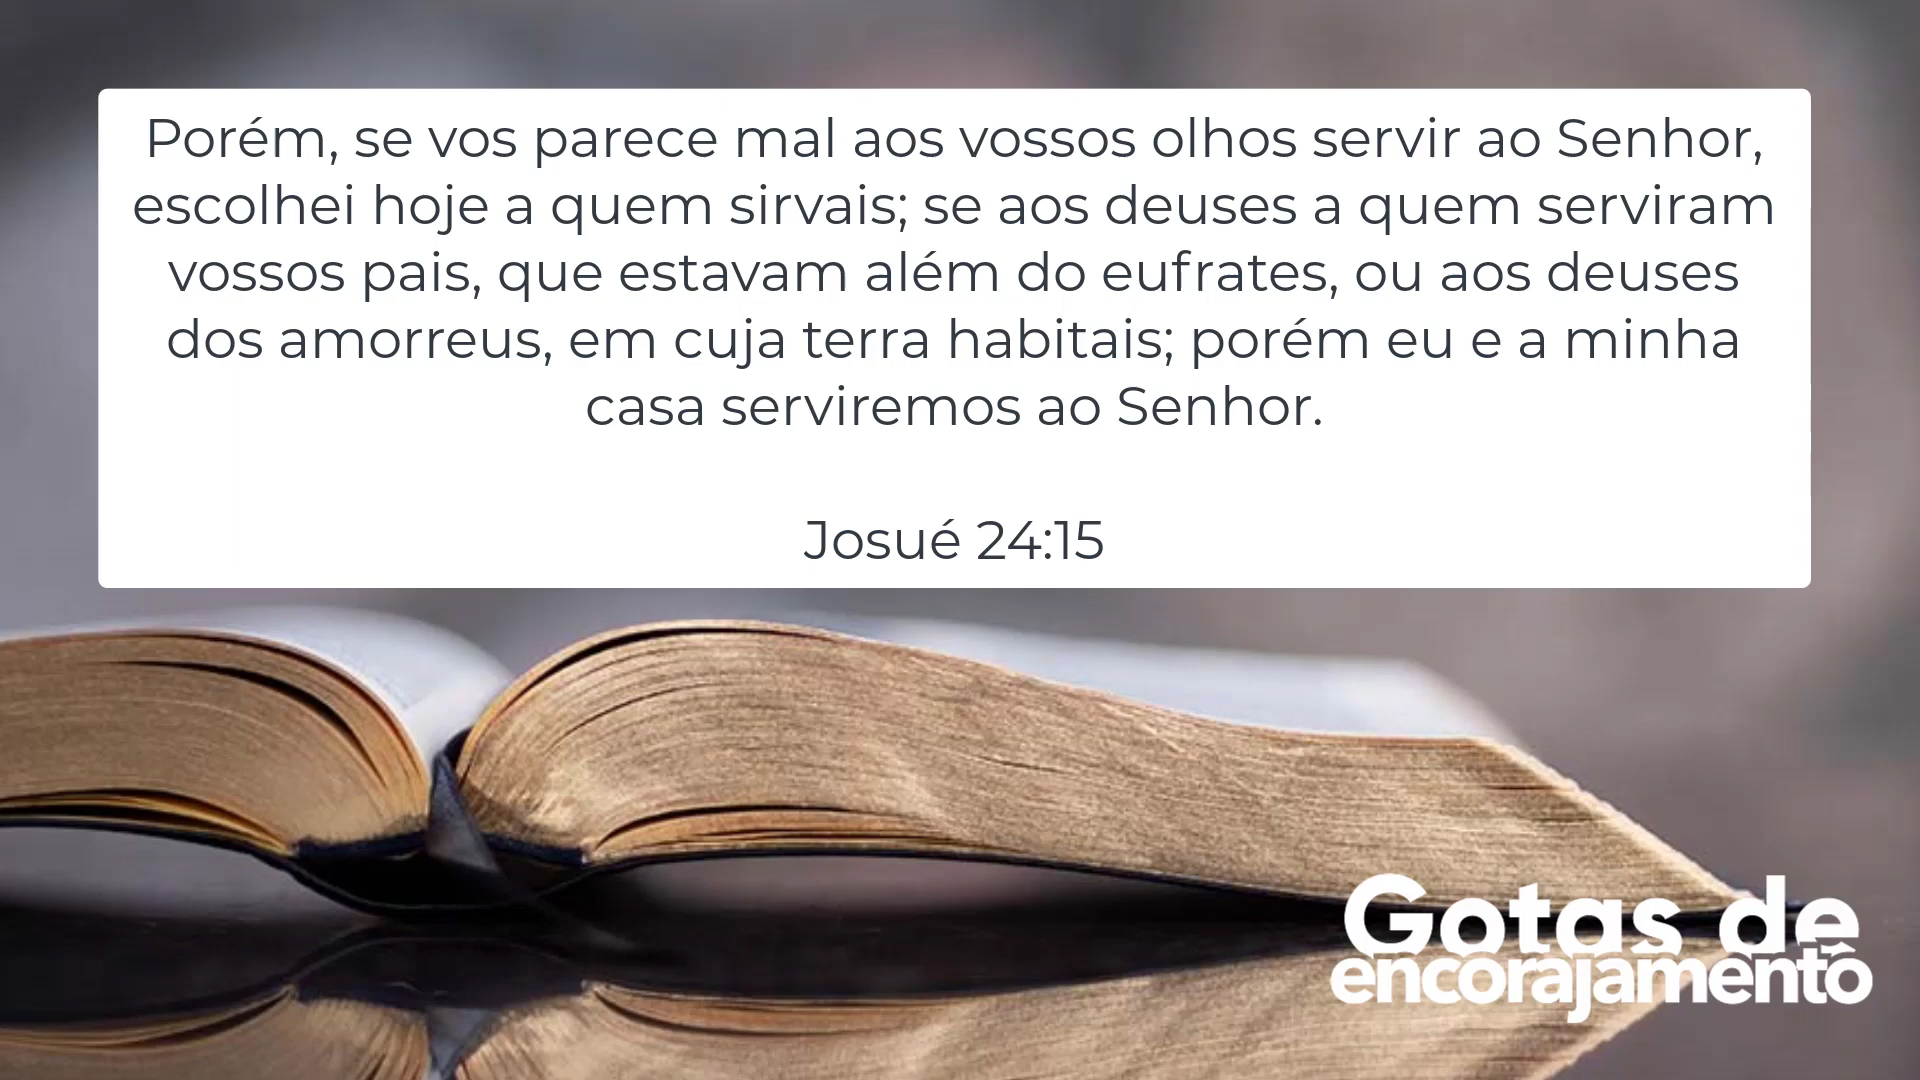 Porém, se vos parece mal aos vossos olhos servir ao Senhor,
escolhei hoje a quem sirvais; se aos deuses a quem serviram
vossos pais, que estavam além do eufrates, ou aos deuses
dos amorreus, em cuja terra habitais; porém eu e a minha
casa serviremos ao Senhor.
Josué 24:15
Gotas de
encorajamento